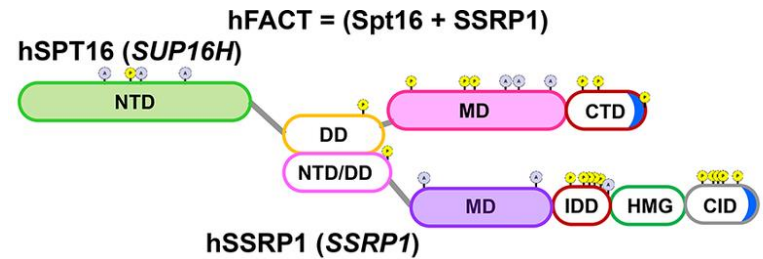 hFACT = (Spt16 + SSRP1)
hSPT16 (SUP16H)
NTD
DD
MD
CTD
NTD/DD
MD
IDD
HMG
CID
hSSRP1 (SSRP1)